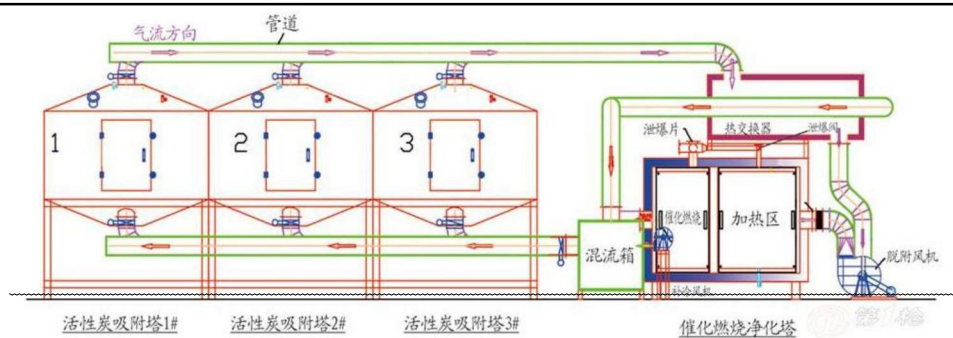 气流方向
管道
1
2
3
泄爆片
热交换器
泄爆阀
催化燃烧
加热区
混流箱
脱附风机
补冷风机
活性炭吸附塔1#
活性炭吸附塔2#
活性炭吸附塔3#
催化燃烧净化塔